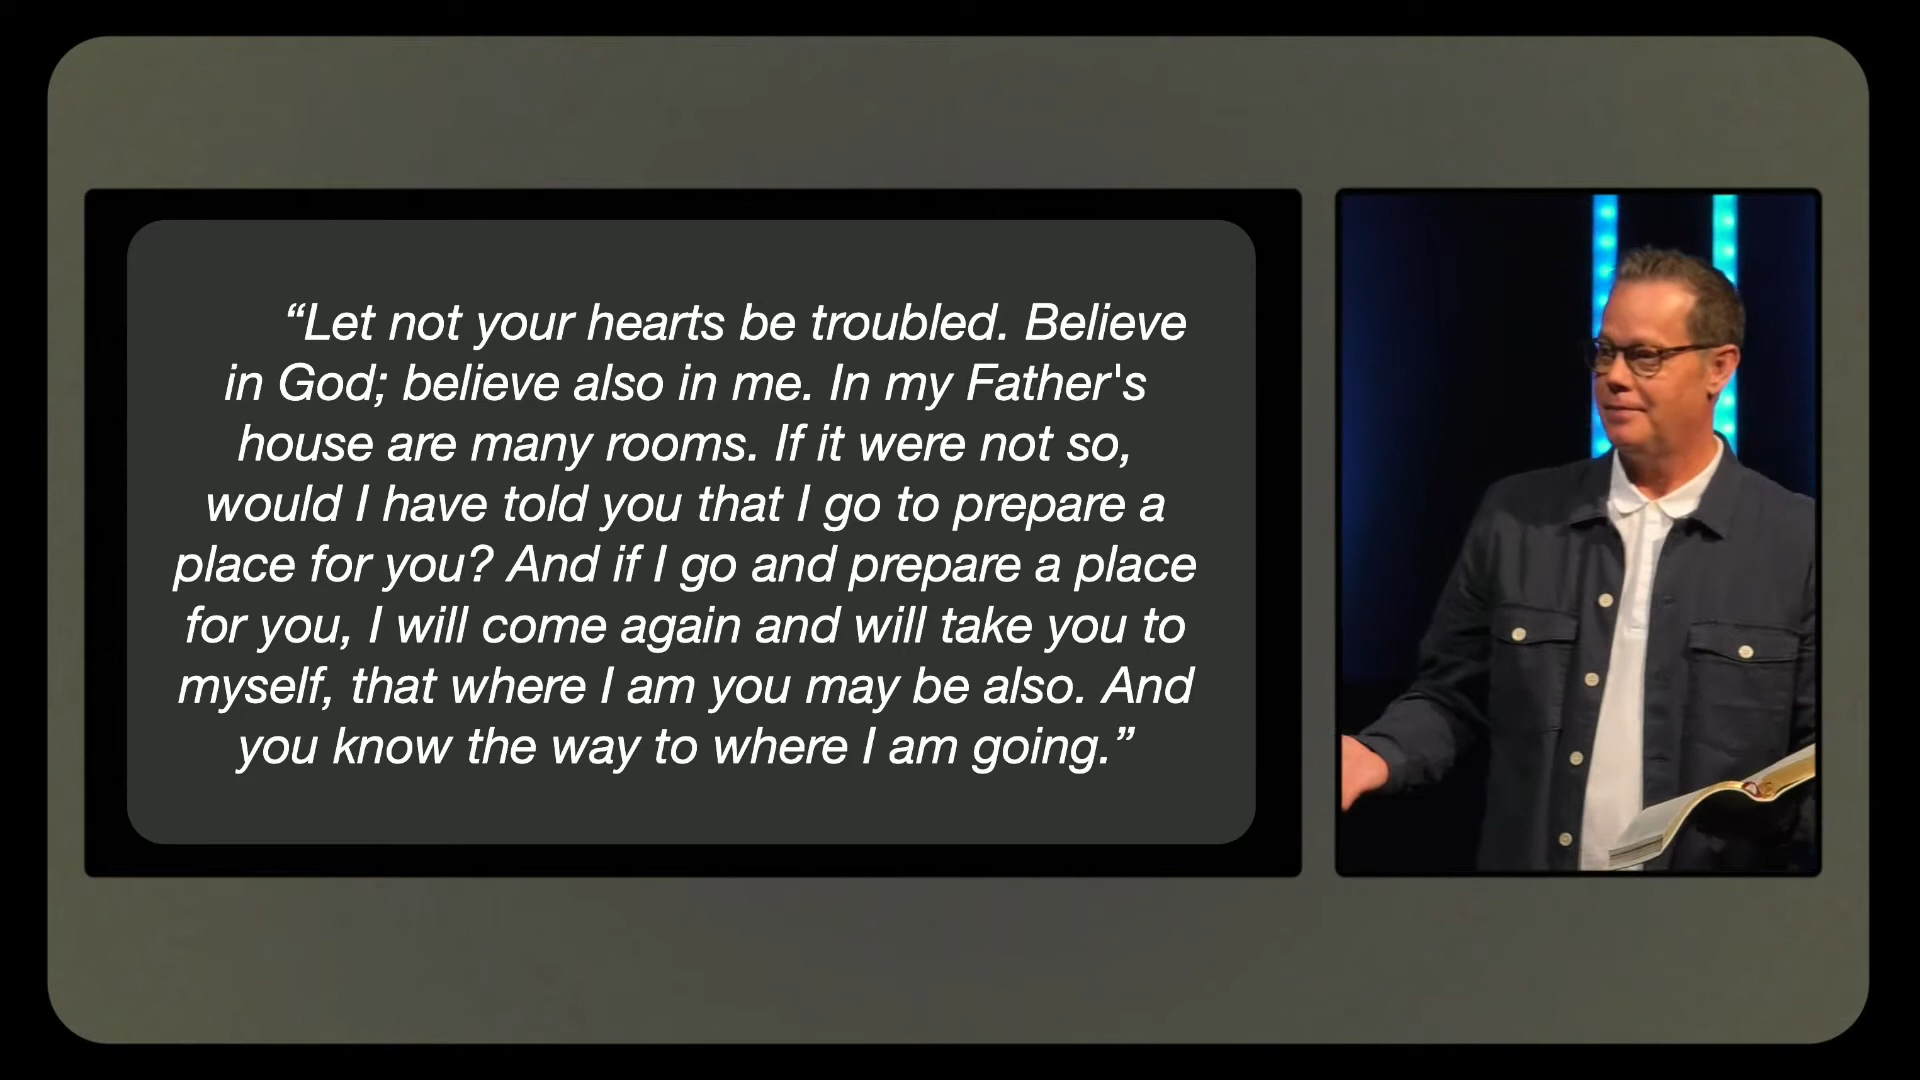 “Let not your hearts be troubled. Believe
in God; believe also in me. In my Father's
house are many rooms. If it were not so,
would I have told you that I go to prepare a
place for you? And if I go and prepare a place
for you, I will come again and will take you to
myself, that where I am you may be also. And
you know the way to where I am going.”